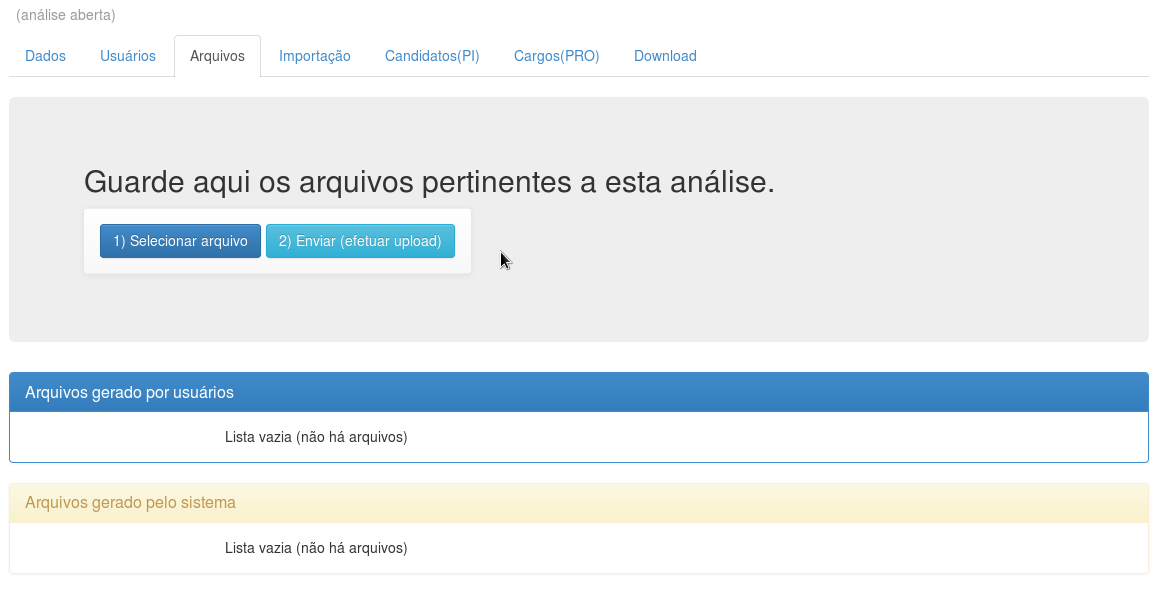 (análise aberta)
Dados Usuários Arquivos Importação Candidatos(PI) Cargos(PRO) Download
Guarde aqui os arquivos pertinentes a esta análise.
1) Selecionar arquivo 2) Enviar (efetuar upload)
Arquivos gerado por usuários
Lista vazia (não há arquivos)
Arquivos gerado pelo sistema
Lista vazia (não há arquivos)